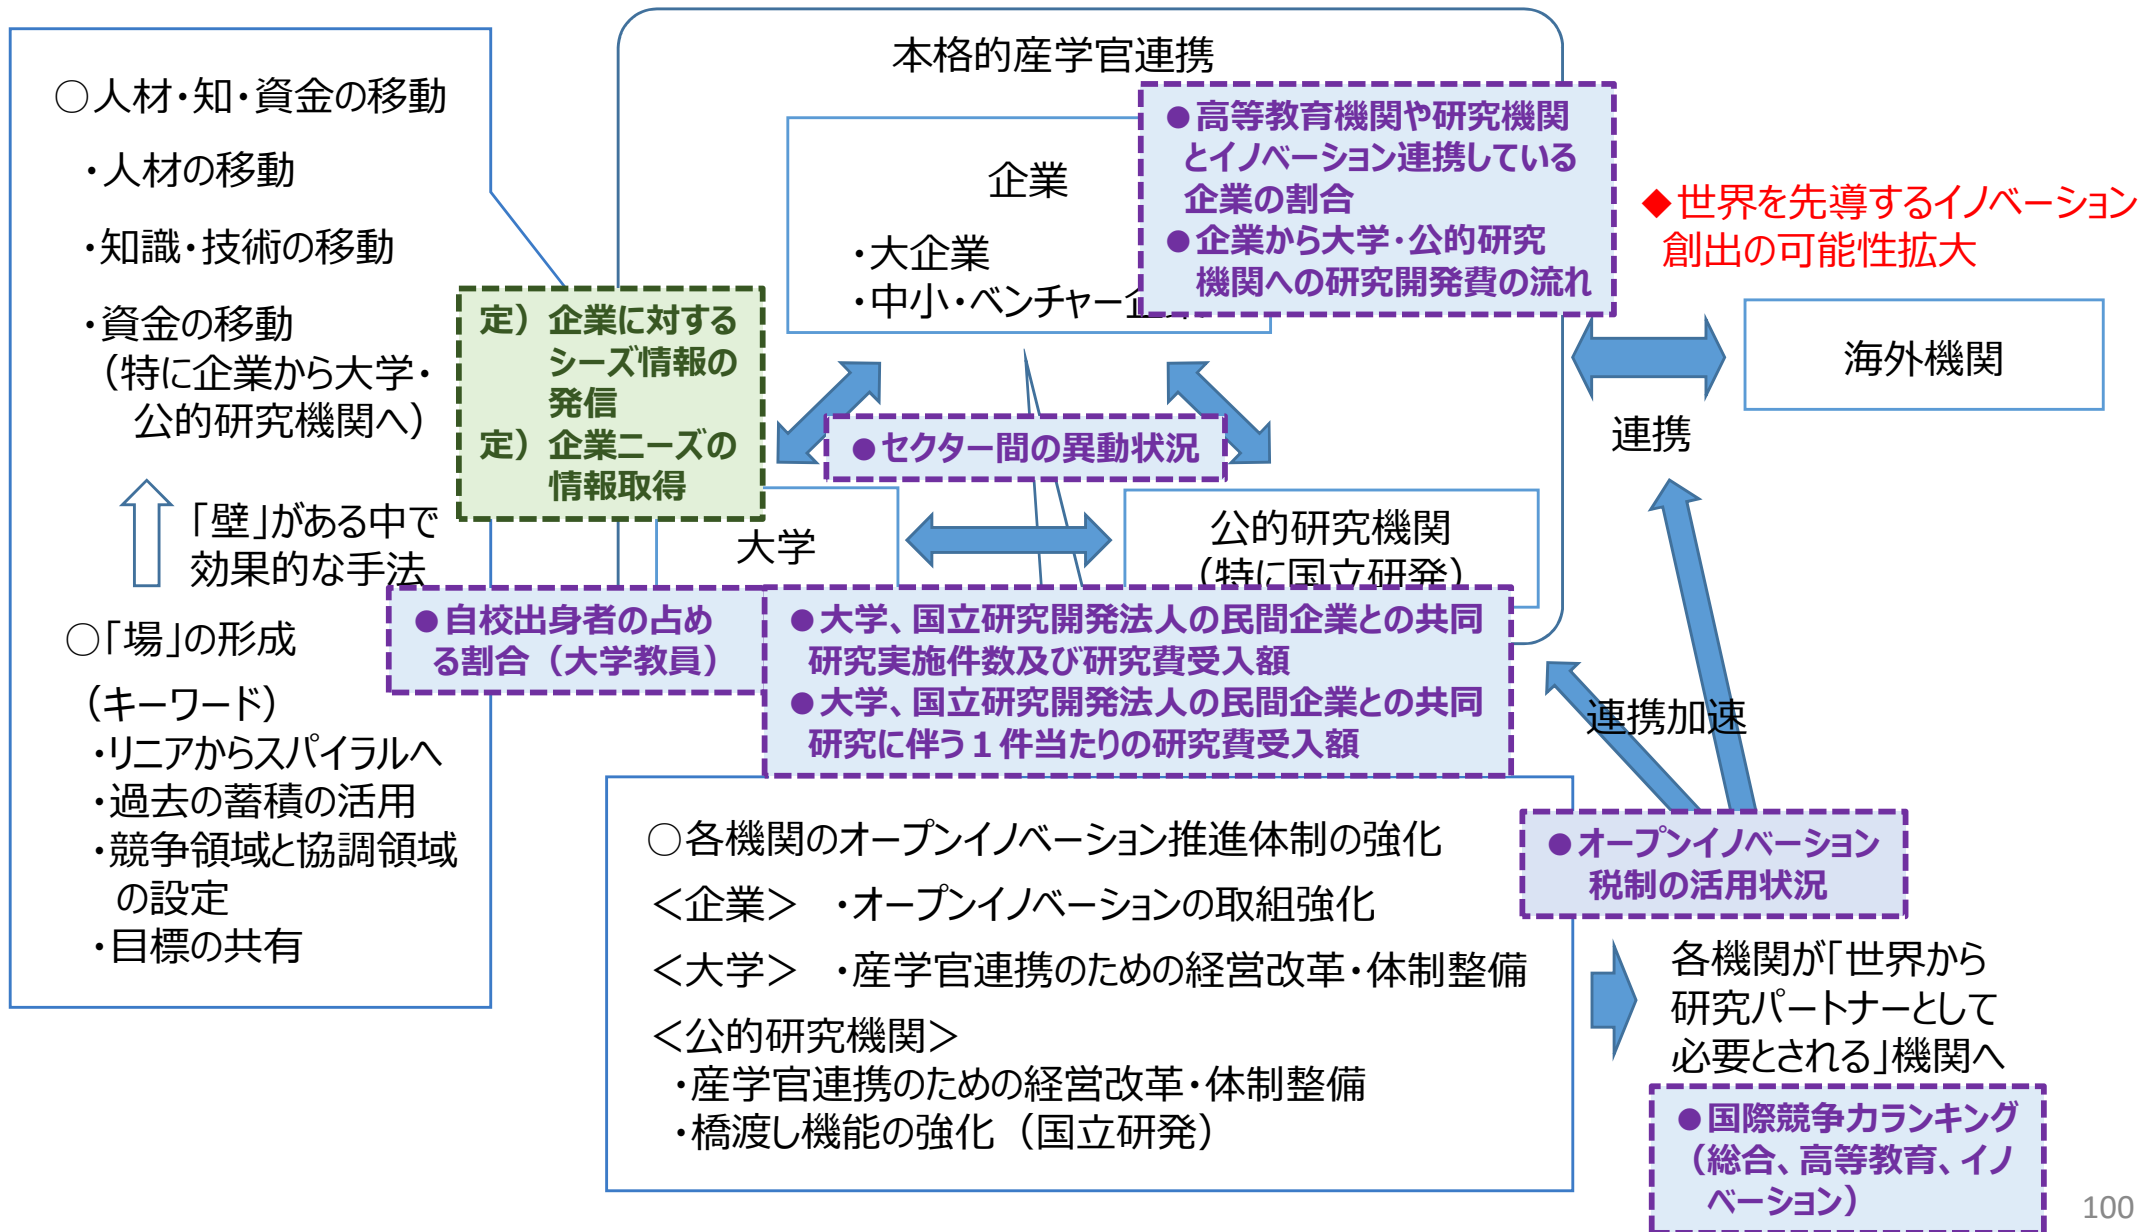 本格的産学官連携
○人材・知・資金の移動
・人材の移動
・知識・技術の移動
・資金の移動
（特に企業から大学・
公的研究機関へ）
「壁」がある中で
効果的な手法
○「場」の形成
（キーワード）
・リニアからスパイラルへ
・過去の蓄積の活用
・競争領域と協調領域
の設定
・目標の共有
定）企業に対する
シーズ情報の
発信
定）企業ニーズの
情報取得
企業
・大企業
・中小・ベンチャー企業
●高等教育機関や研究機関
とイノベーション連携している
企業の割合
●企業から大学・公的研究
機関への研究開発費の流れ
◆世界を先導するイノベーション
創出の可能性拡大
海外機関
連携
●セクター間の異動状況
大学
公的研究機関
（特に国立研発）
●自校出身者の占め
る割合（大学教員）
●大学、国立研究開発法人の民間企業との共同
研究実施件数及び研究費受入額
●大学、国立研究開発法人の民間企業との共同
研究に伴う１件当たりの研究費受入額
連携加速
●オープンイノベーション
税制の活用状況
○各機関のオープンイノベーション推進体制の強化
＜企業＞　・オープンイノベーションの取組強化
＜大学＞　・産学官連携のための経営改革・体制整備
＜公的研究機関＞
・産学官連携のための経営改革・体制整備
・橋渡し機能の強化（国立研発）
各機関が「世界から
研究パートナーとして
必要とされる」機関へ
●国際競争力ランキング
（総合、高等教育、イノ
ベーション）
100